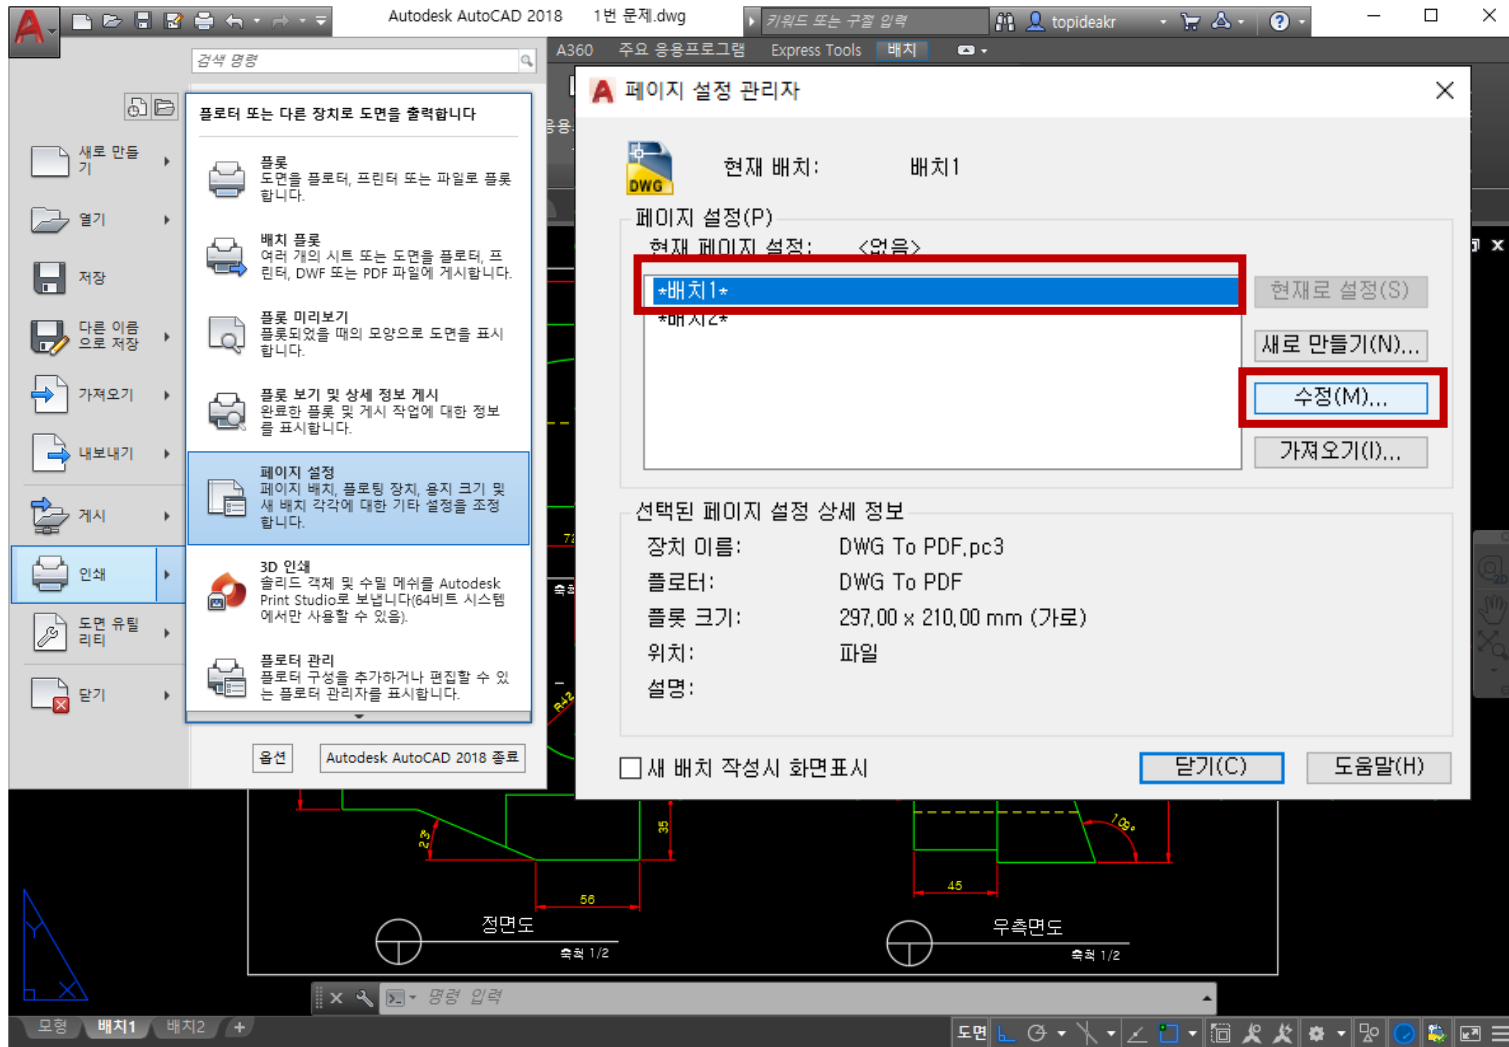 Autodesk AutoCAD 2018 1번 문제.dwg
키워드 또는 구절 입력
topideakr
검색 명령
A360 주요 응용프로그램 Express Tools 배치
새로 만들
기
열기
저장
다른 이름
으로 저장
가져오기
내보내기
게시
인쇄
도면 유틸
리티
닫기
플로터 또는 다른 장치로 도면을 출력합니다
플롯
도면을 플로터, 프린터 또는 파일로 플롯
합니다.
배치 플롯
여러 개의 시트 또는 도면을 플로터, 프
린터, DWF 또는 PDF 파일에 게시합니다.
플롯 미리보기
플롯되었을 때의 모양으로 도면을 표시
합니다.
플롯 보기 및 상세 정보 게시
완료한 플롯 및 게시 작업에 대한 정보
를 표시합니다.
페이지 설정
페이지 배치, 플로팅 장치, 용지 크기 및
새 배치 각각에 대한 기타 설정을 조정
합니다.
3D 인쇄
솔리드 객체 및 수밀 메쉬를 Autodesk
Print Studio로 보냅니다(64비트 시스템
에서만 사용할 수 있음).
플로터 관리
플로터 구성을 추가하거나 편집할 수 있
는 플로터 관리자를 표시합니다.
옵션 Autodesk AutoCAD 2018 종료
페이지 설정 관리자
DWG
현재 배치: 배치1
페이지 설정(P)
현재 페이지 설정: <없음>
*배치1*
*배치2*
현재로 설정(S)
새로 만들기(N)...
수정(M)...
가져오기(I)...
선택된 페이지 설정 상세 정보
장치 이름: DWG To PDF.pc3
플로터: DWG To PDF
플롯 크기: 297.00 x 210.00 mm (가로)
위치: 파일
설명:
새 배치 작성시 화면표시
닫기(C) 도움말(H)
72
R42
23°
35
56
109°
45
정면도
축척 1/2
우측면도
축척 1/2
Y
X
명령 입력
모형 배치1 배치2 +
도면